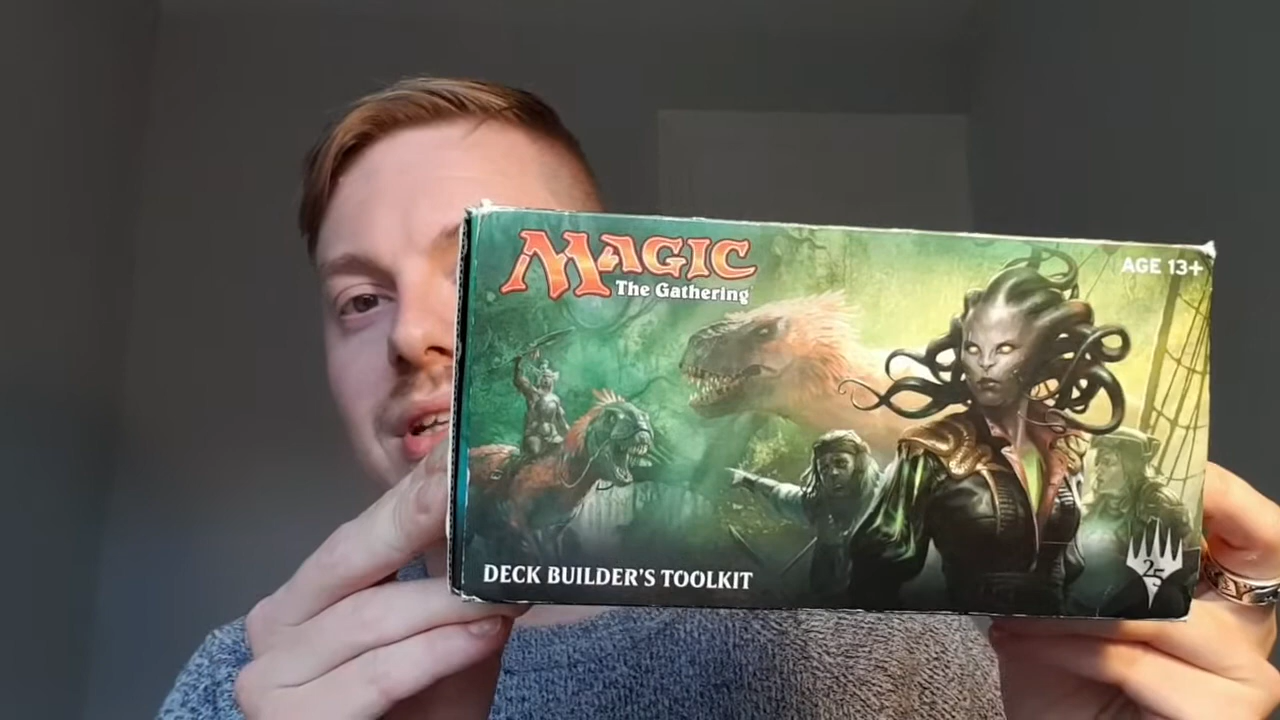 MAGIC
The Gathering
AGE 13+
DECK BUILDER'S TOOLKIT
25